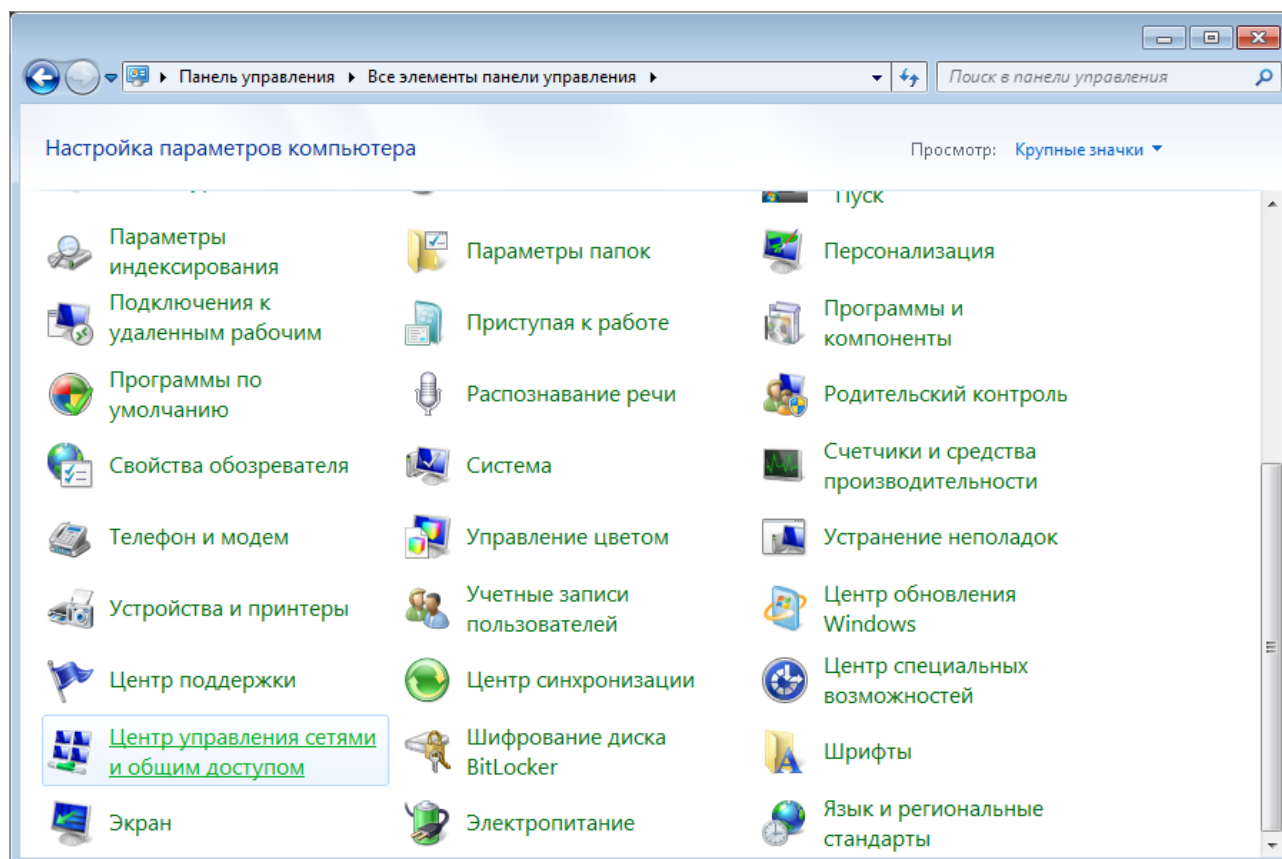 Панель управления ▸ Все элементы панели управления ▸
Поиск в панели управления
Настройка параметров компьютера
Просмотр: Крупные значки
Пуск
Параметры
индексирования
Параметры папок
Персонализация
Подключения к
удаленным рабочим
Приступая к работе
Программы и
компоненты
Программы по
умолчанию
Распознавание речи
Родительский контроль
Свойства обозревателя
Система
Счетчики и средства
производительности
Телефон и модем
Управление цветом
Устранение неполадок
Устройства и принтеры
Учетные записи
пользователей
Центр обновления
Windows
Центр поддержки
Центр синхронизации
Центр специальных
возможностей
Центр управления сетями
и общим доступом
Шифрование диска
BitLocker
Шрифты
Экран
Электропитание
Язык и региональные
стандарты